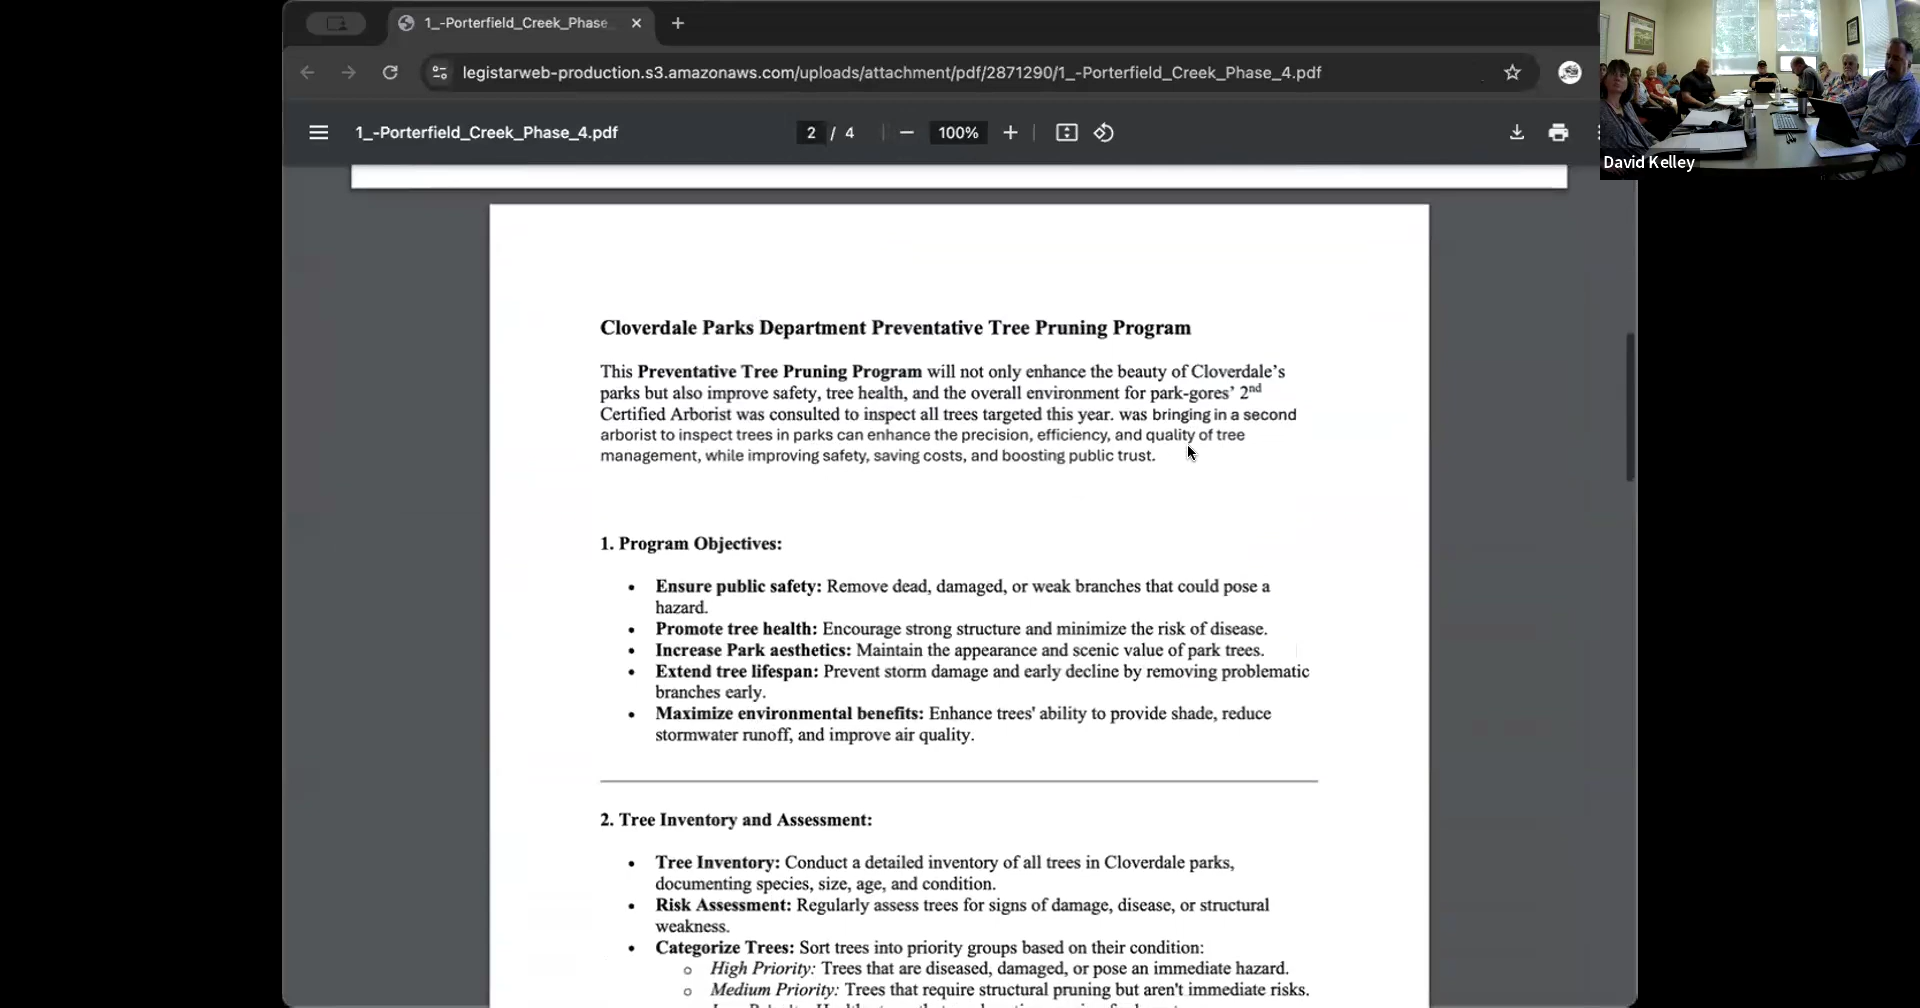 1_-Porterfield_Creek_Phase
legistarweb-production.s3.amazonaws.com/uploads/attachment/pdf/2871290/1_-Porterfield_Creek_Phase_4.pdf
1_-Porterfield_Creek_Phase_4.pdf
2 / 4
100%
David Kelley
Cloverdale Parks Department Preventative Tree Pruning Program
This Preventative Tree Pruning Program will not only enhance the beauty of Cloverdale's
parks but also improve safety, tree health, and the overall environment for park-gores' 2nd
Certified Arborist was consulted to inspect all trees targeted this year. was bringing in a second
arborist to inspect trees in parks can enhance the precision, efficiency, and quality of tree
management, while improving safety, saving costs, and boosting public trust.
1. Program Objectives:
• Ensure public safety: Remove dead, damaged, or weak branches that could pose a
hazard.
• Promote tree health: Encourage strong structure and minimize the risk of disease.
• Increase Park aesthetics: Maintain the appearance and scenic value of park trees.
• Extend tree lifespan: Prevent storm damage and early decline by removing problematic
branches early.
• Maximize environmental benefits: Enhance trees' ability to provide shade, reduce
stormwater runoff, and improve air quality.
2. Tree Inventory and Assessment:
• Tree Inventory: Conduct a detailed inventory of all trees in Cloverdale parks,
documenting species, size, age, and condition.
• Risk Assessment: Regularly assess trees for signs of damage, disease, or structural
weakness.
• Categorize Trees: Sort trees into priority groups based on their condition:
o High Priority: Trees that are diseased, damaged, or pose an immediate hazard.
o Medium Priority: Trees that require structural pruning but aren't immediate risks.